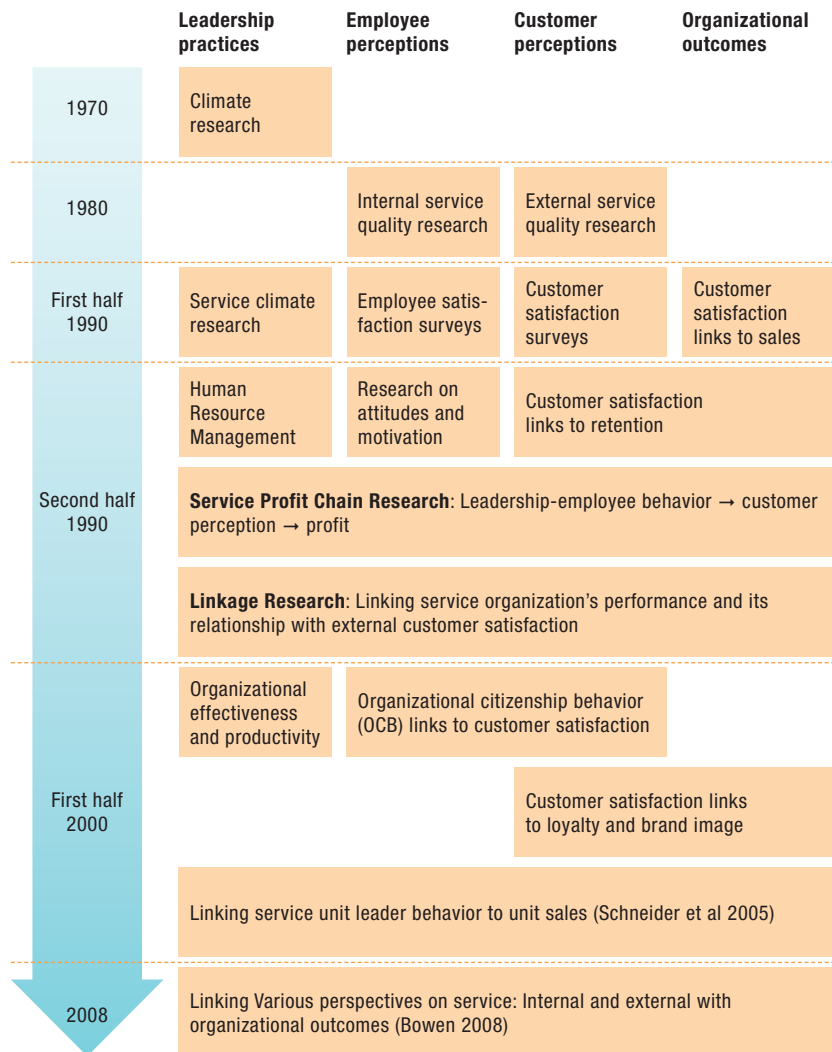 Leadership
practices
Employee
perceptions
Customer
perceptions
Organizational
outcomes
1970
Climate
research
1980
Internal service
quality research
External service
quality research
First half
1990
Service climate
research
Employee satis-
faction surveys
Customer
satisfaction
surveys
Customer
satisfaction
links to sales
Second half
1990
Human
Resource
Management
Research on
attitudes and
motivation
Customer satisfaction
links to retention
Service Profit Chain Research: Leadership-employee behavior → customer
perception → profit
Linkage Research: Linking service organization's performance and its
relationship with external customer satisfaction
First half
2000
Organizational
effectiveness
and productivity
Organizational citizenship behavior
(OCB) links to customer satisfaction
Customer satisfaction links
to loyalty and brand image
Linking service unit leader behavior to unit sales (Schneider et al 2005)
2008
Linking Various perspectives on service: Internal and external with
organizational outcomes (Bowen 2008)